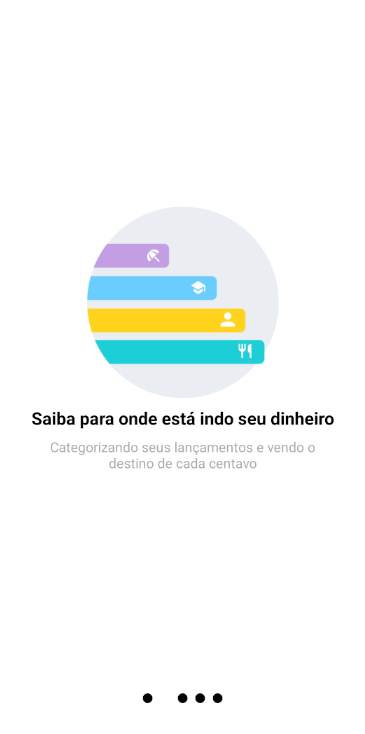 Saiba para onde está indo seu dinheiro
Categorizando seus lançamentos e vendo o
destino de cada centavo